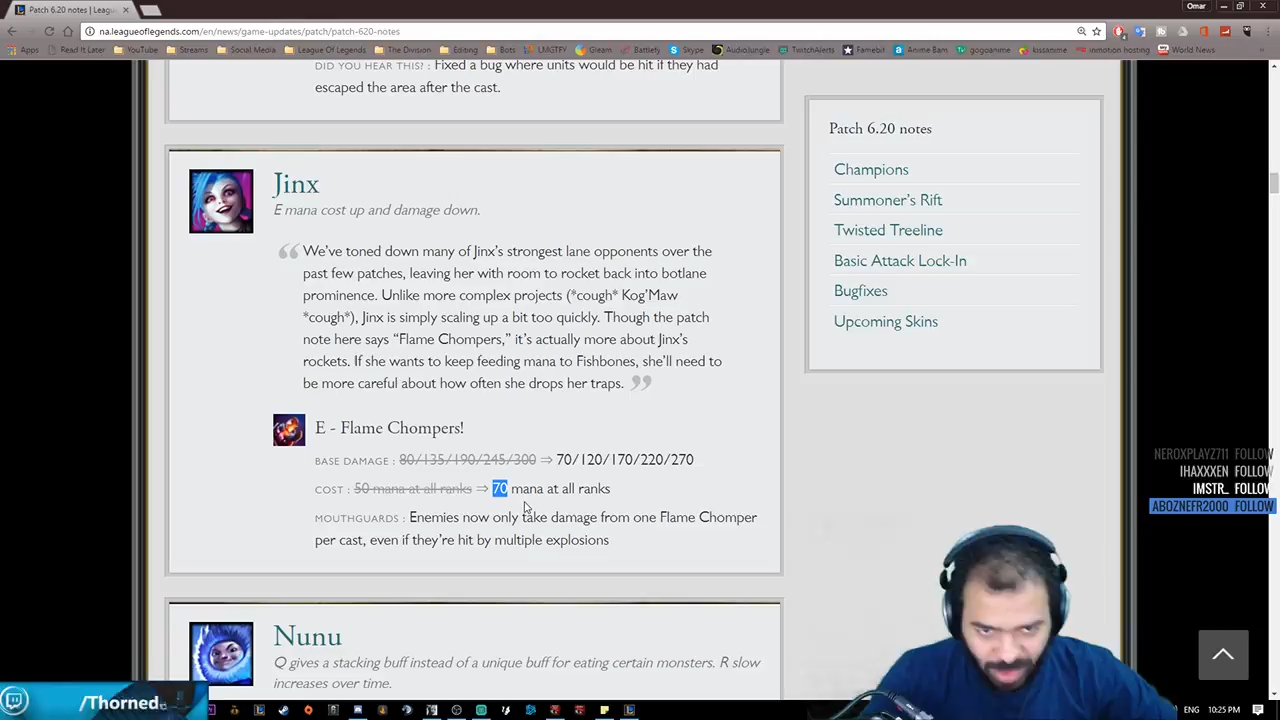 Patch 6.20 notes | Leagu
Omar
na.leagueoflegends.com/en/news/game-updates/patch/patch-620-notes
Apps Read It Later YouTube Streams Social Media League Of Legends The Division Editing Bots LMGTFY Gleam Battlefy Skype AudioJungle TwitchAlerts Famebit Anime Bam gogoanime kissanime inmotion hosting World News
DID YOU HEAR THIS? : Fixed a bug where units would be hit if they had
escaped the area after the cast.
Jinx
E mana cost up and damage down.
We've toned down many of Jinx's strongest lane opponents over the
past few patches, leaving her with room to rocket back into botlane
prominence. Unlike more complex projects (*cough* Kog'Maw
*cough*), Jinx is simply scaling up a bit too quickly. Though the patch
note here says “Flame Chompers,” it's actually more about Jinx's
rockets. If she wants to keep feeding mana to Fishbones, she'll need to
be more careful about how often she drops her traps.
E - Flame Chompers!
BASE DAMAGE : 80/135/190/245/300 ⇒ 70/120/170/220/270
COST : 50 mana at all ranks ⇒ 70 mana at all ranks
MOUTHGUARDS : Enemies now only take damage from one Flame Chomper
per cast, even if they're hit by multiple explosions
Nunu
Q gives a stacking buff instead of a unique buff for eating certain monsters. R slow
increases over time.
Patch 6.20 notes
Champions
Summoner's Rift
Twisted Treeline
Basic Attack Lock-In
Bugfixes
Upcoming Skins
NEROXPLAYZ711 FOLLOW
IHAXXXEN FOLLOW
IMSTR_ FOLLOW
ABOZNEFR2000 FOLLOW
/Thorned
ENG 10:25 PM